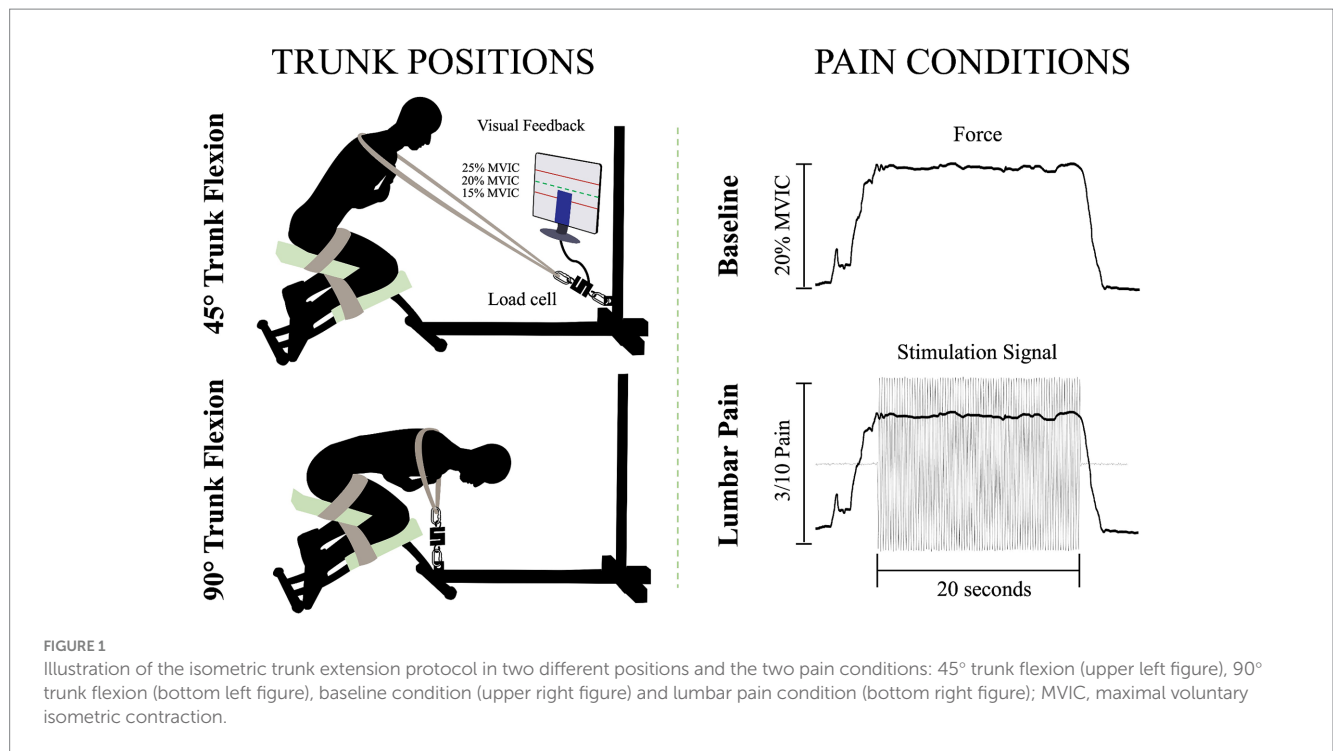 TRUNK POSITIONS
45° Trunk Flexion
Visual Feedback
25% MVIC
20% MVIC
15% MVIC
Load cell
90° Trunk Flexion
PAIN CONDITIONS
Baseline
Force
20% MVIC
Lumbar Pain
Stimulation Signal
3/10 Pain
20 seconds
FIGURE 1
Illustration of the isometric trunk extension protocol in two different positions and the two pain conditions: 45° trunk flexion (upper left figure), 90°
trunk flexion (bottom left figure), baseline condition (upper right figure) and lumbar pain condition (bottom right figure); MVIC, maximal voluntary
isometric contraction.